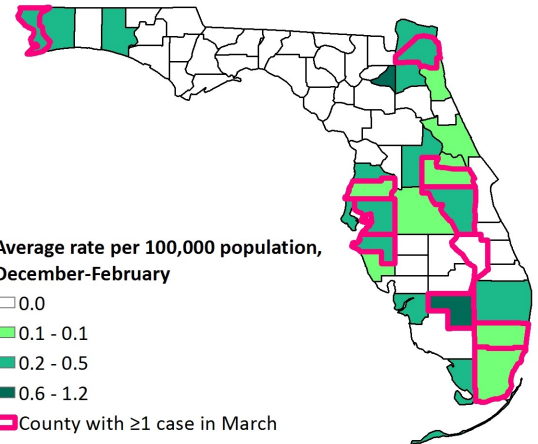 Average rate per 100,000 population,
December-February
0.0
0.1 - 0.1
0.2 - 0.5
0.6 - 1.2
County with ≥1 case in March